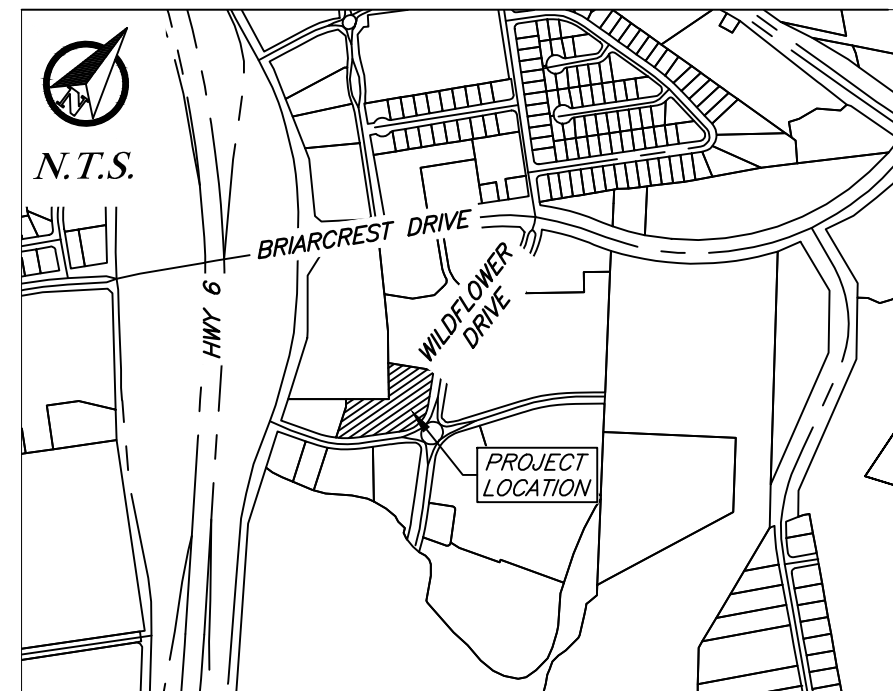 N
N.T.S.
BRIARCREST DRIVE
HWY 6
WILDFLOWER
DRIVE
PROJECT
LOCATION